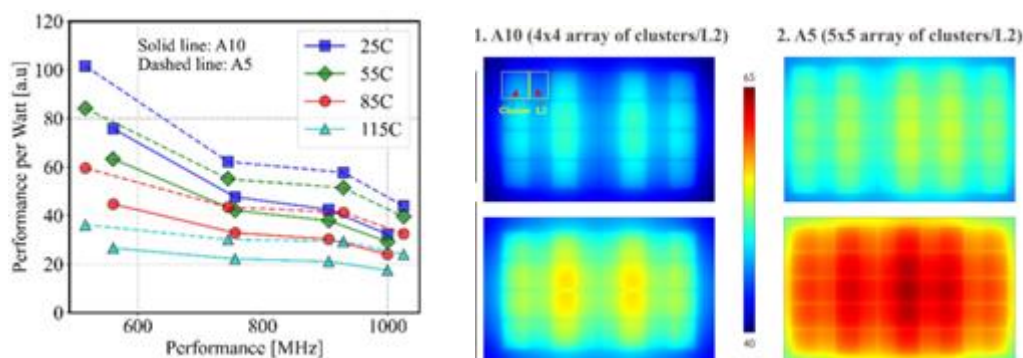 120
100
80
60
40
20
0
Performance per Watt [a.u]
Solid line: A10
Dashed line: A5
25C
55C
85C
115C
600
800
1000
Performance [MHz]
1. A10 (4x4 array of clusters/L2)
Cluster L2
65
40
2. A5 (5x5 array of clusters/L2)